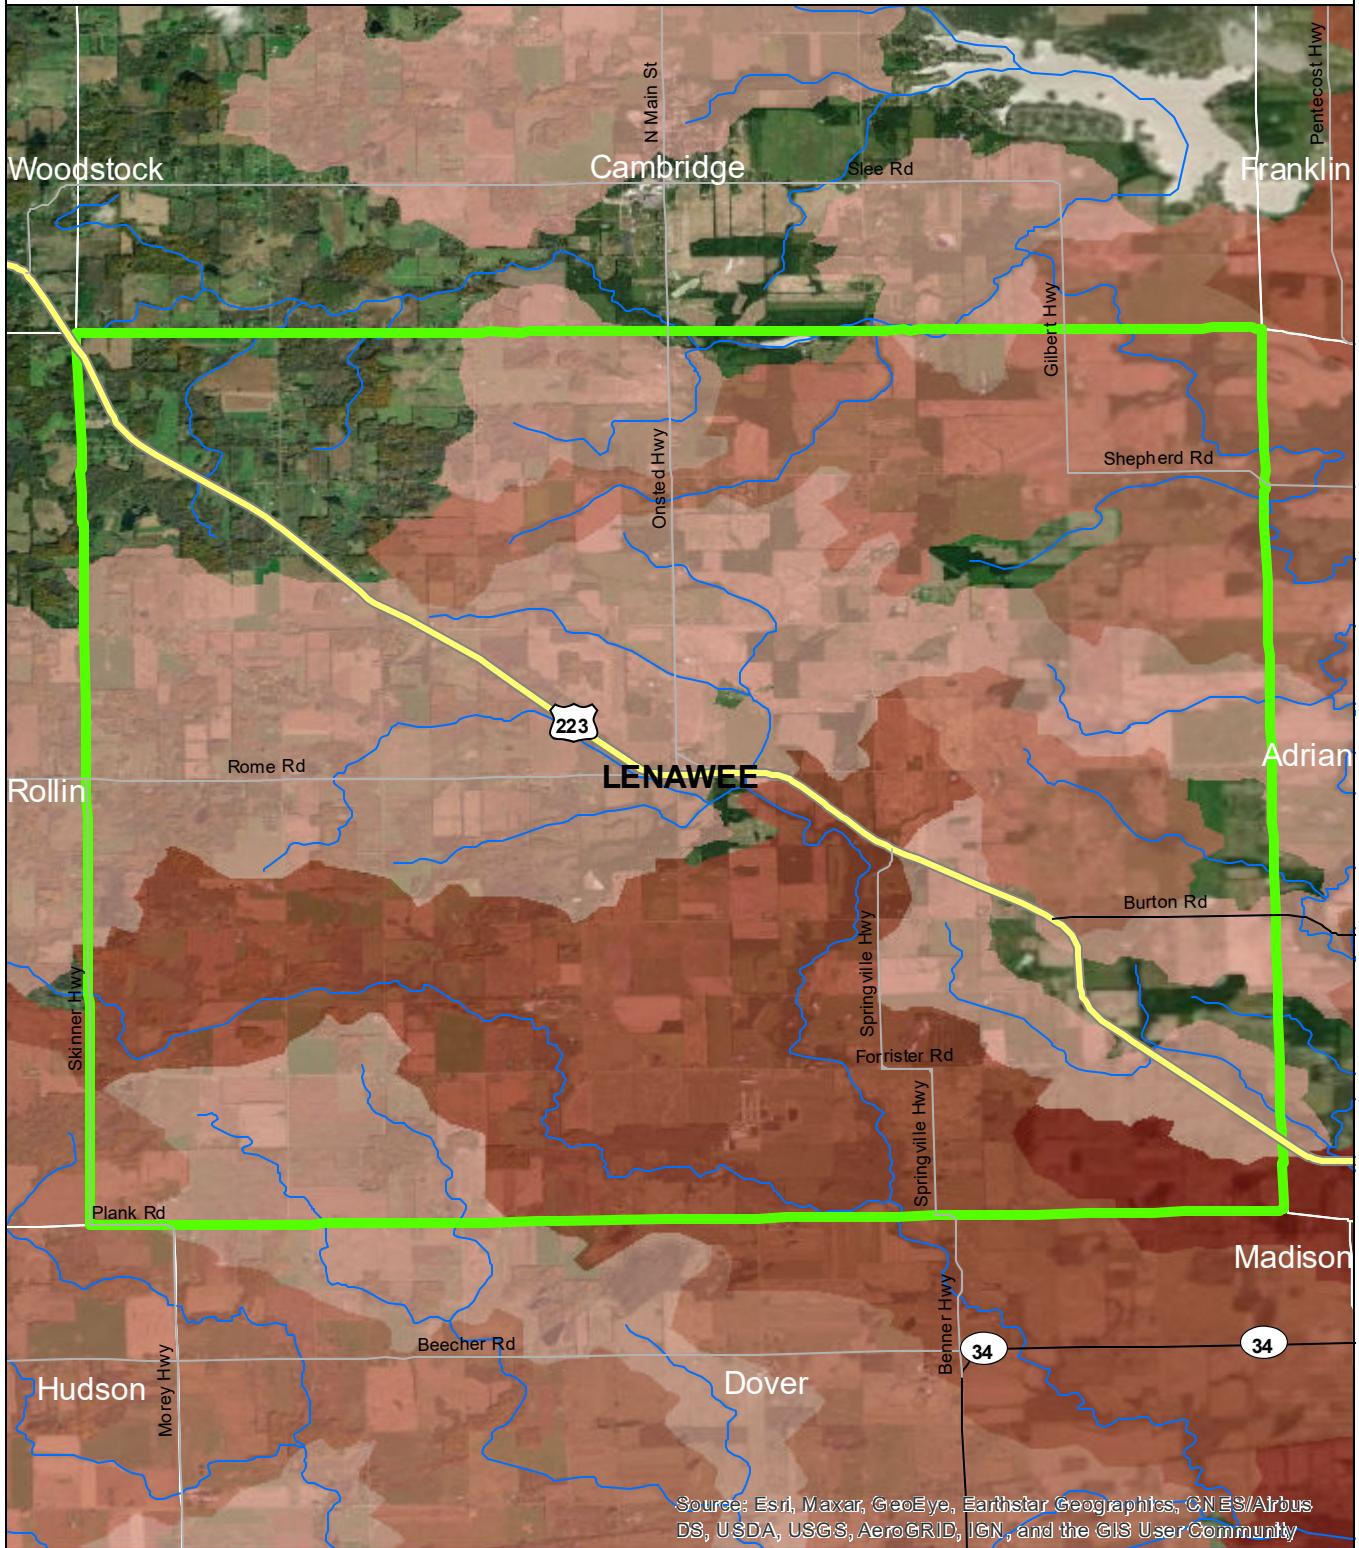 Pentecost Hwy
N Main St
Woodstock
Cambridge
Slee Rd
Franklin
Gilbert Hwy
Onsted Hwy
Shepherd Rd
223
Rome Rd
LENAWEE
Adrian
Rollin
Burton Rd
Springville Hwy
Skinner Hwy
Forrister Rd
Springville Hwy
Plank Rd
Madison
Benner Hwy
Beecher Rd
34
34
Morey Hwy
Hudson
Dover
Source: Esri, Maxar, GeoEye, Earthstar Geographics, CNES/Airbus
DS, USDA, USGS, AeroGRID, IGN, and the GIS User Community